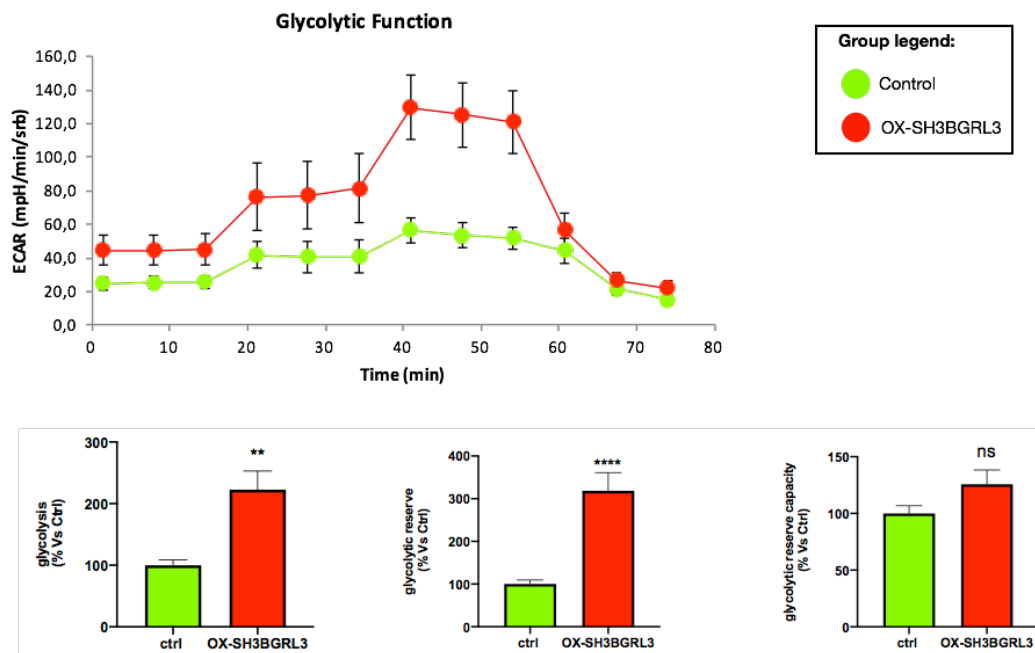 Glycolytic Function
Group legend:
Control
OX-SH3BGRL3
ECAR (mpH/min/srb)
160,0
140,0
120,0
100,0
80,0
60,0
40,0
20,0
0,0
0 10 20 30 40 50 60 70 80
Time (min)
glycolysis
(% Vs Ctrl)
300
200
100
0
**
ctrl OX-SH3BGRL3
glycolytic reserve
(% Vs Ctrl)
400
300
200
100
0
****
ctrl OX-SH3BGRL3
glycolytic reserve capacity
(% Vs Ctrl)
150
100
50
0
ns
ctrl OX-SH3BGRL3